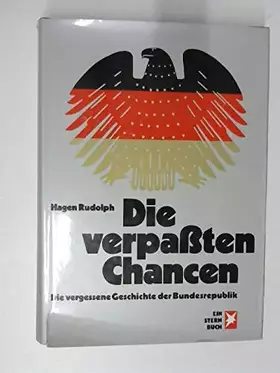 Hagen Rudolph
Die
verpaßten
Chancen
Die vergessene Geschichte der Bundesrepublik
EIN
STERN
BUCH